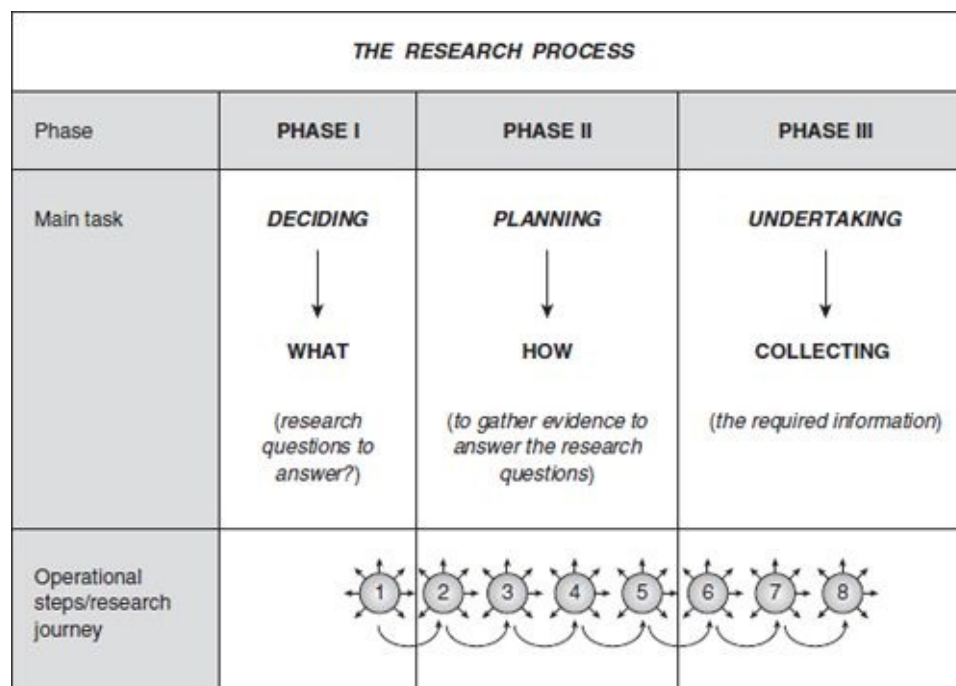 THE RESEARCH PROCESS
Phase
PHASE I
PHASE II
PHASE III
Main task
DECIDING
PLANNING
UNDERTAKING
WHAT
HOW
COLLECTING
(research
questions to
answer?)
(to gather evidence to
answer the research
questions)
(the required information)
Operational
steps/research
journey
1 2 3 4 5 6 7 8